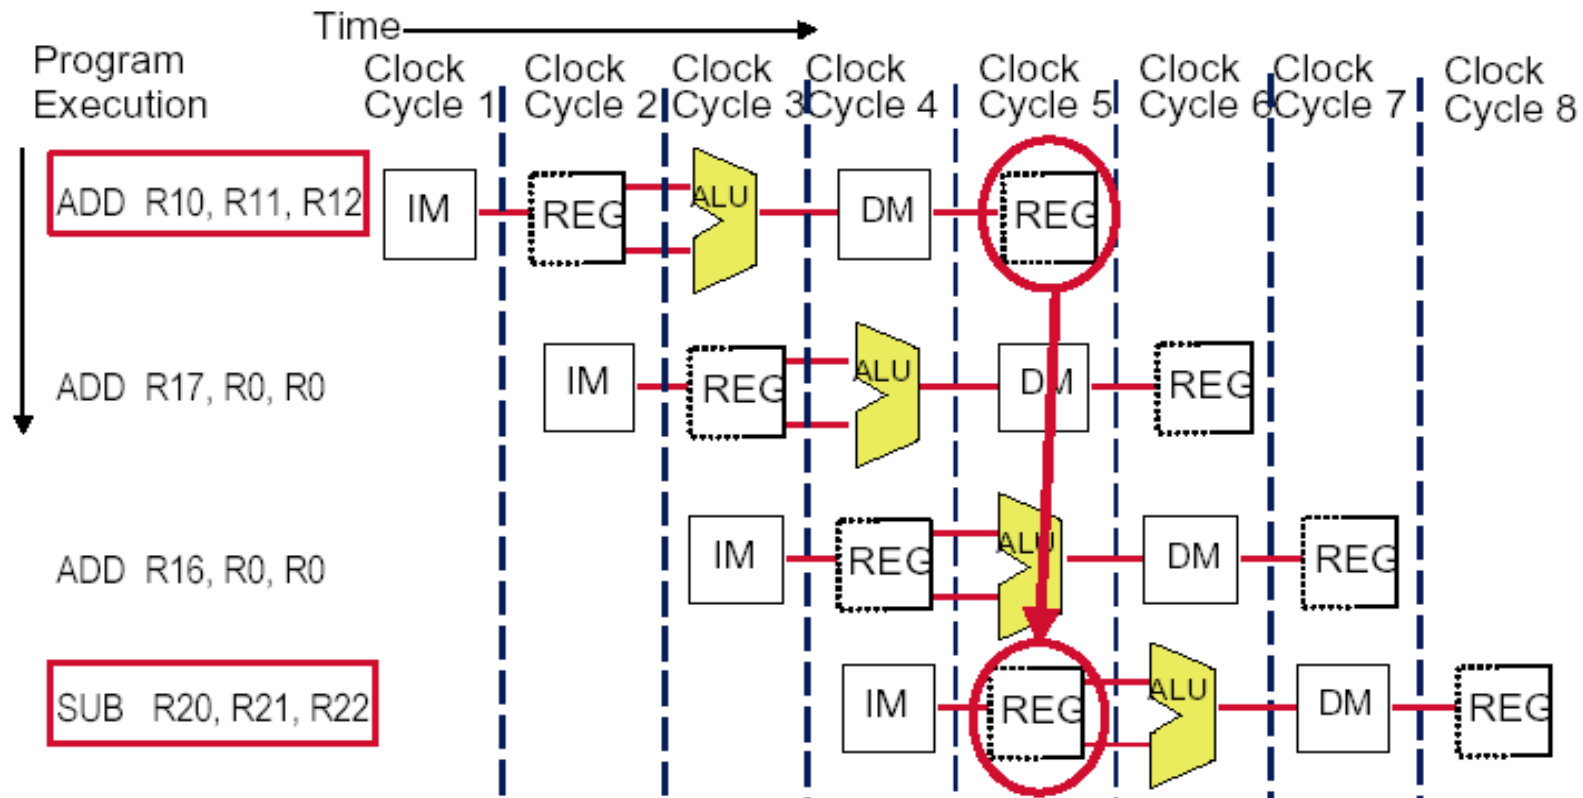 Time
Program
Execution
Clock
Cycle 1
Clock
Cycle 2
Clock
Cycle 3
Clock
Cycle 4
Clock
Cycle 5
Clock
Cycle 6
Clock
Cycle 7
Clock
Cycle 8
ADD R10, R11, R12
IM
REG
ALU
DM
REG
ADD R17, R0, R0
IM
REG
ALU
DM
REG
ADD R16, R0, R0
IM
REG
ALU
DM
REG
SUB R20, R21, R22
IM
REG
ALU
DM
REG